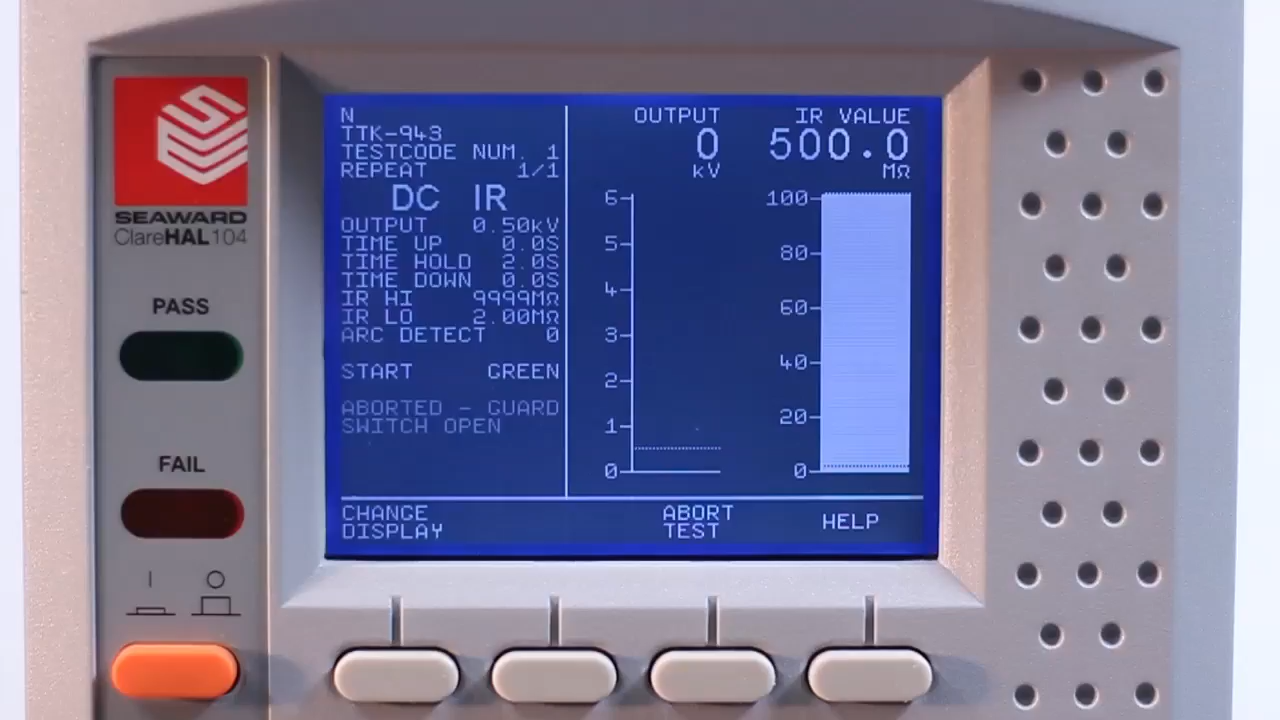 SEAWARD
ClareHAL 104
PASS
FAIL
N
TTK-943
TESTCODE NUM. 1
REPEAT 1/1
DC IR
OUTPUT 0.50kV
TIME UP 0.0S
TIME HOLD 2.0S
TIME DOWN 0.0S
IR HI 9999MΩ
IR LO 2.00MΩ
ARC DETECT 0
START GREEN
ABORTED - GUARD
SWITCH OPEN
OUTPUT
0
kV
6
5
4
3
2
1
0
IR VALUE
500.0
MΩ
100
80
60
40
20
0
CHANGE
DISPLAY
ABORT
TEST
HELP
I O